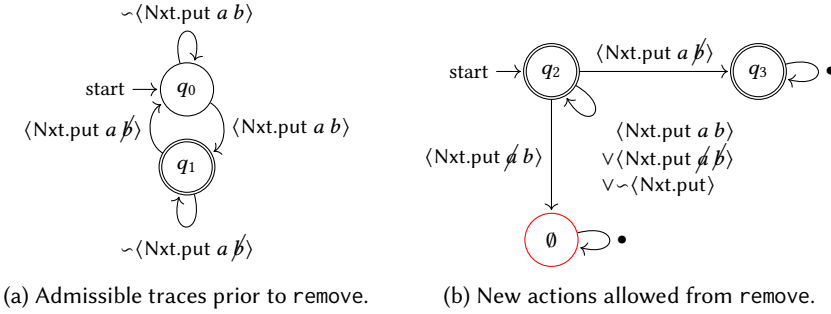 ∽⟨Nxt.put a b⟩
start
q0
⟨Nxt.put a b̸⟩
⟨Nxt.put a b⟩
q1
∽⟨Nxt.put a b̸⟩
(a) Admissible traces prior to remove.
⟨Nxt.put a b̸⟩
start
q2
q3
•
⟨Nxt.put a̸ b⟩
⟨Nxt.put a b⟩
∨⟨Nxt.put a̸ b̸⟩
∨∽⟨Nxt.put⟩
∅
•
(b) New actions allowed from remove.